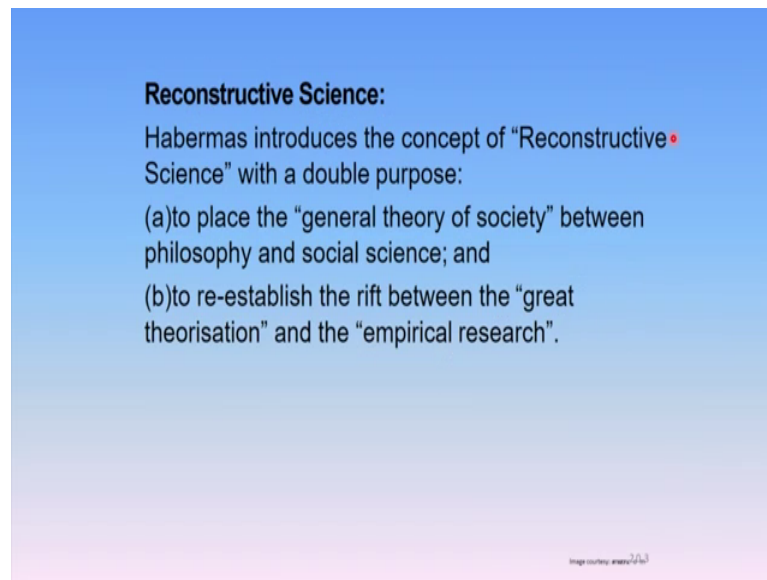 Reconstructive Science:
Habermas introduces the concept of “Reconstructive
Science” with a double purpose:
(a)to place the “general theory of society” between
philosophy and social science; and
(b)to re-establish the rift between the “great
theorisation” and the “empirical research”.
Image courtesy: